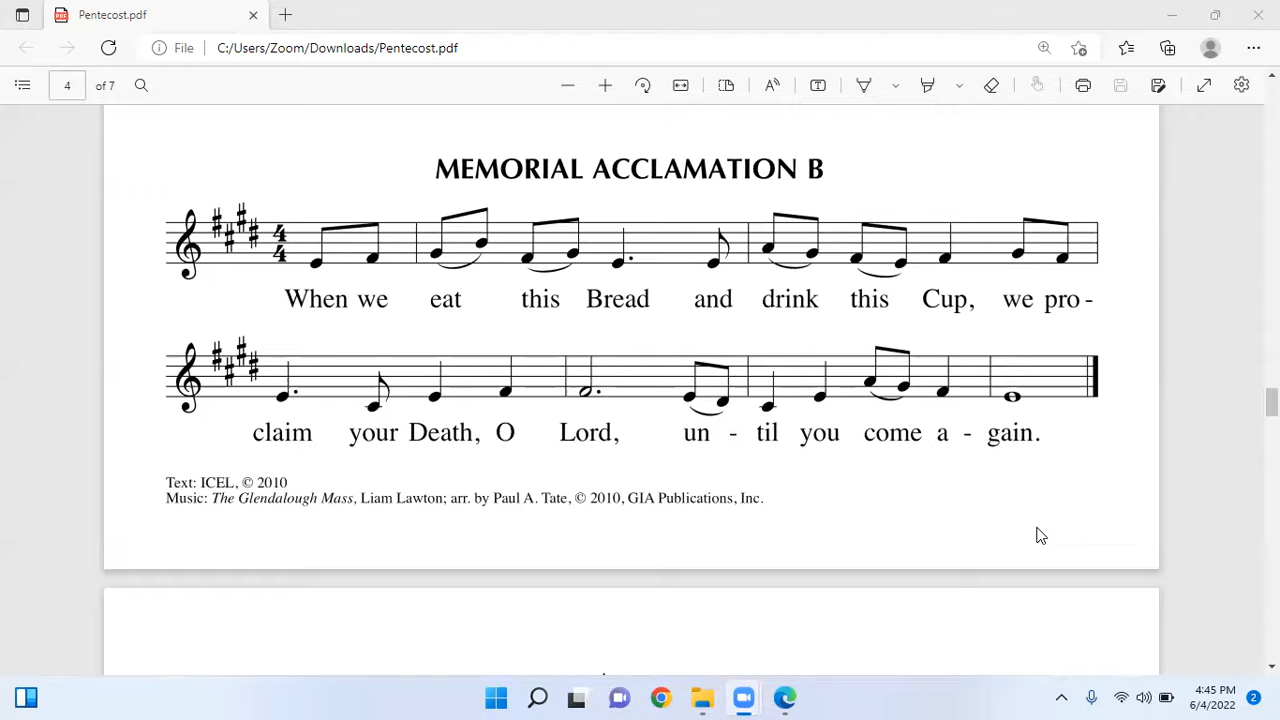 Pentecost.pdf
File C:/Users/Zoom/Downloads/Pentecost.pdf
4 of 7
MEMORIAL ACCLAMATION B
4
4
When we eat this Bread and drink this Cup, we pro -
claim your Death, O Lord, un - til you come a - gain.
Text: ICEL, © 2010
Music: The Glendalough Mass, Liam Lawton; arr. by Paul A. Tate, © 2010, GIA Publications, Inc.
4:45 PM
6/4/2022
2